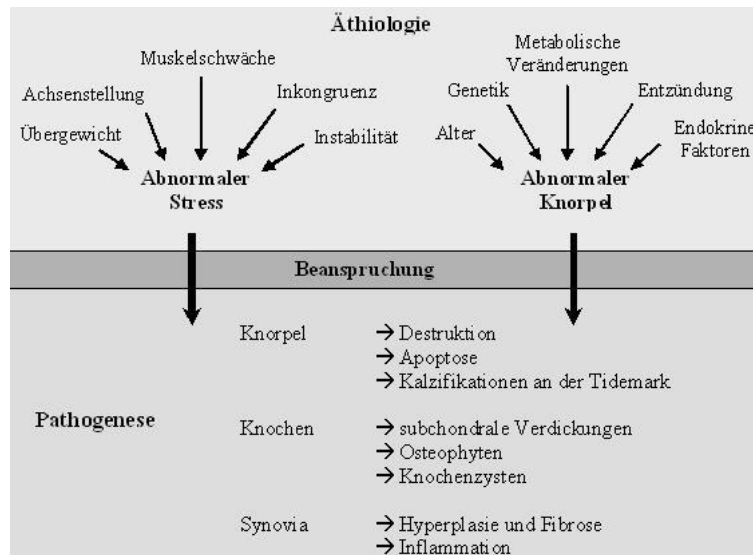 Äthiologie
Muskelschwäche
Achsenstellung
Inkongruenz
Übergewicht
Instabilität
Abnormaler
Stress
Metabolische
Veränderungen
Genetik
Entzündung
Alter
Endokrine
Faktoren
Abnormaler
Knorpel
Beanspruchung
Pathogenese
Knorpel → Destruktion
→ Apoptose
→ Kalzifikationen an der Tidemark
Knochen → subchondrale Verdickungen
→ Osteophyten
→ Knochenzysten
Synovia → Hyperplasie und Fibrose
→ Inflammation